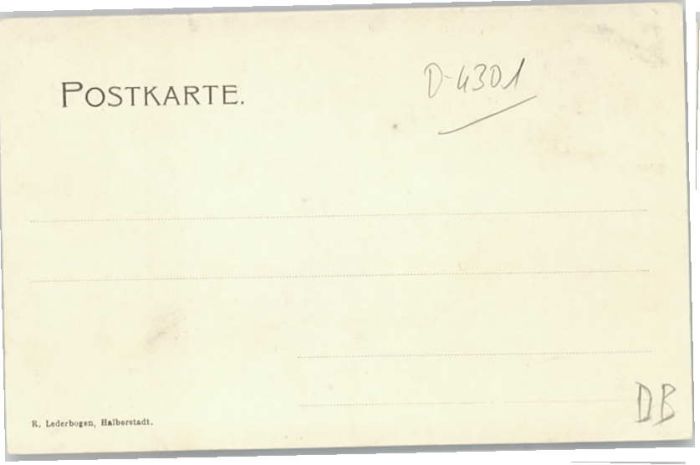 POSTKARTE.
D-4301
R. Lederbogen, Halberstadt.
DB